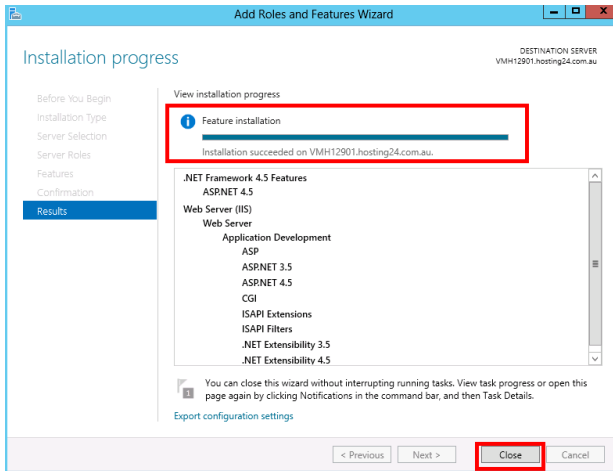 Add Roles and Features Wizard
Installation progress
DESTINATION SERVER
VMH12901.hosting24.com.au
Before You Begin
Installation Type
Server Selection
Server Roles
Features
Confirmation
Results
View installation progress
Feature installation
Installation succeeded on VMH12901.hosting24.com.au.
.NET Framework 4.5 Features
ASP.NET 4.5
Web Server (IIS)
Web Server
Application Development
ASP
ASP.NET 3.5
ASP.NET 4.5
CGI
ISAPI Extensions
ISAPI Filters
.NET Extensibility 3.5
.NET Extensibility 4.5
1
You can close this wizard without interrupting running tasks. View task progress or open this
page again by clicking Notifications in the command bar, and then Task Details.
Export configuration settings
< Previous
Next >
Close
Cancel